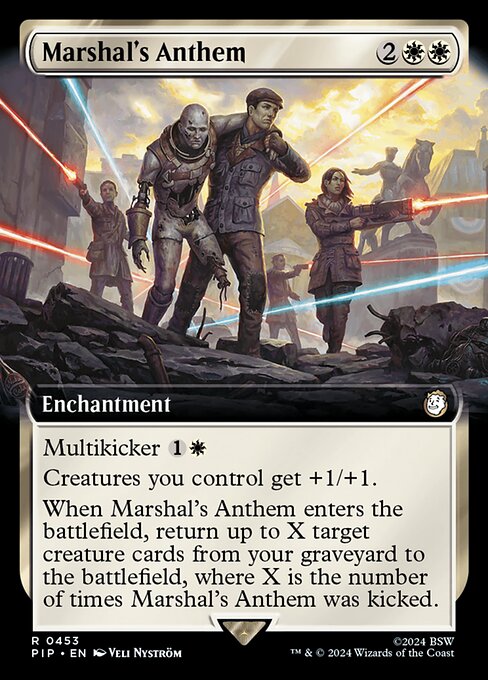 Marshal's Anthem 2
Enchantment
Multikicker 1
Creatures you control get +1/+1.
When Marshal's Anthem enters the
battlefield, return up to X target
creature cards from your graveyard to
the battlefield, where X is the number
of times Marshal's Anthem was kicked.
R 0453 ©2024 BSW
PIP • EN Veli Nyström ™ & © 2024 Wizards of the Coast